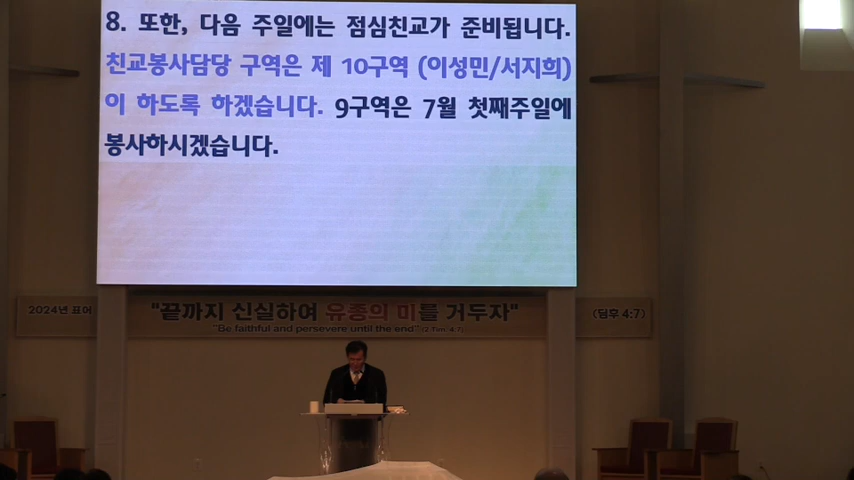 8. 또한, 다음 주일에는 점심친교가 준비됩니다.
친교봉사담당 구역은 제 10구역 (이성민/서지희)
이 하도록 하겠습니다. 9구역은 7월 첫째주일에
봉사하시겠습니다.
2024년 표어
"끝까지 신실하여 유종의 미를 거두자"
(딤후 4:7)
"Be faithful and persevere until the end" (2 Tim. 4:7)